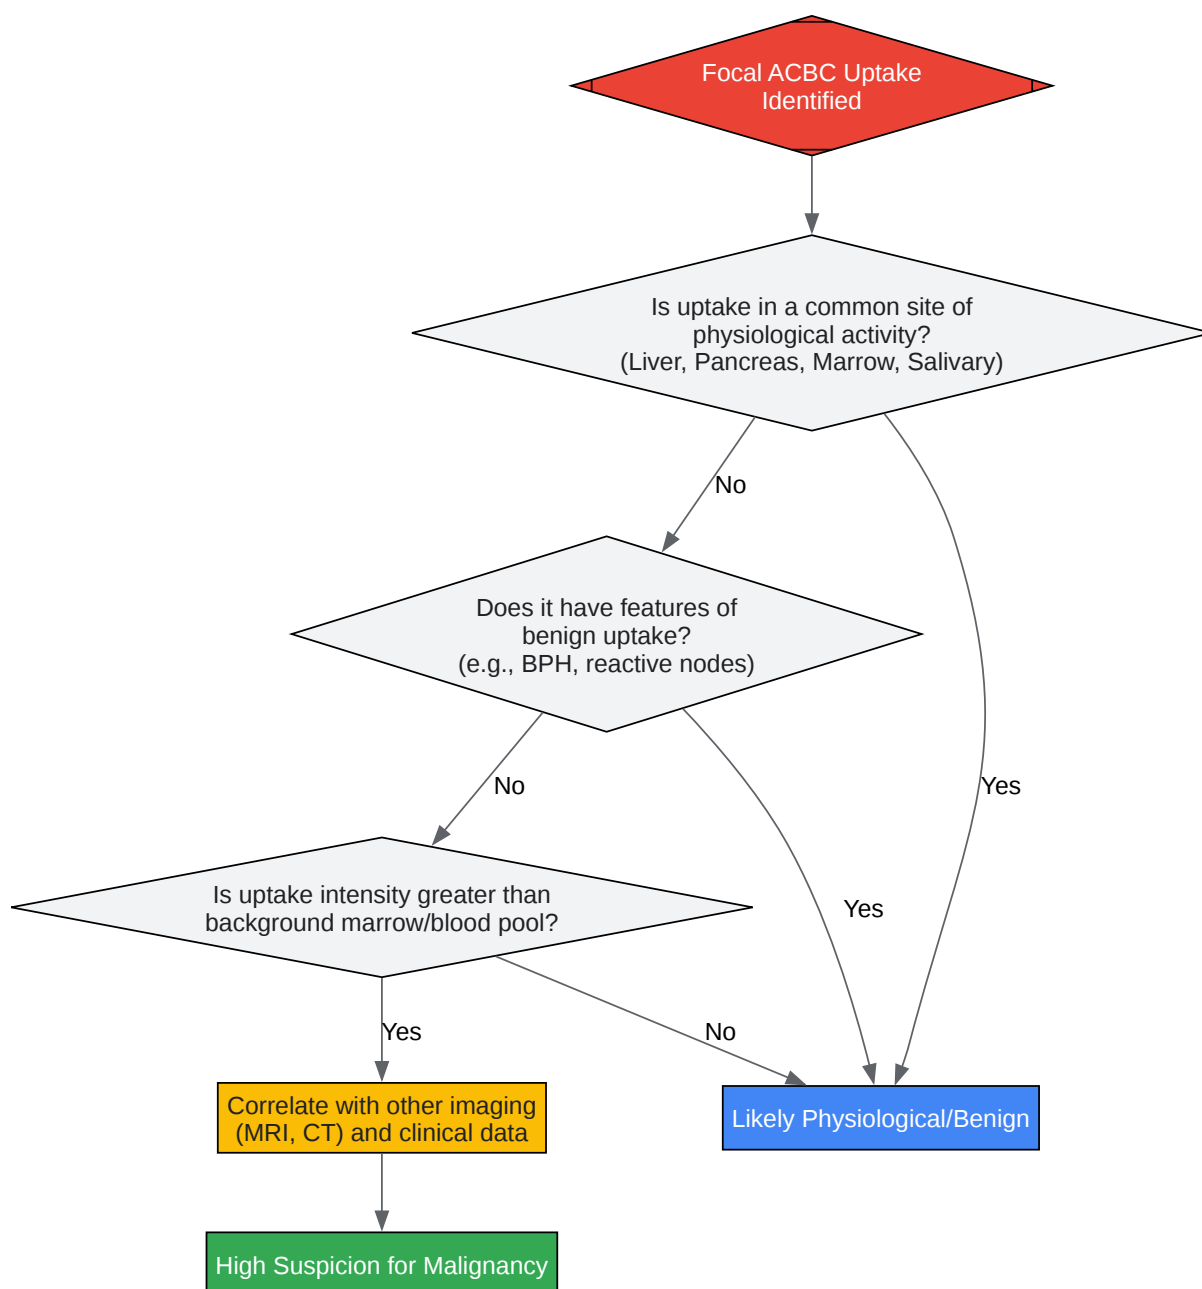 Focal ACBC Uptake
Identified
Is uptake in a common site of
physiological activity?
(Liver, Pancreas, Marrow, Salivary)
No
Does it have features of
benign uptake?
(e.g., BPH, reactive nodes)
No
Yes
Is uptake intensity greater than
background marrow/blood pool?
Yes
Yes
No
Correlate with other imaging
(MRI, CT) and clinical data
Likely Physiological/Benign
High Suspicion for Malignancy